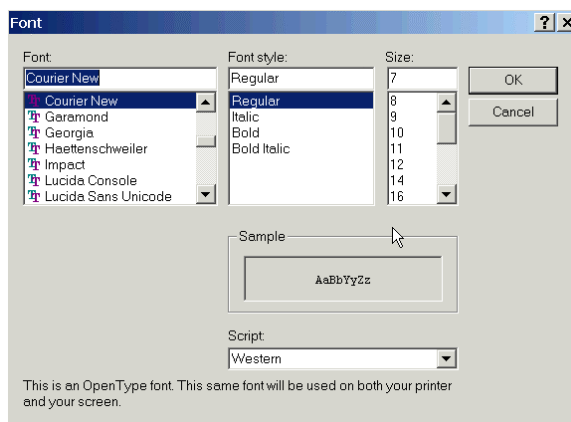 Font
Font: Font style: Size:
Courier New Regular 7 OK
Courier New Regular 8 Cancel
Garamond Italic 9
Georgia Bold 10
Haettenschweiler Bold Italic 11
Impact 12
Lucida Console 14
Lucida Sans Unicode 16
Sample
AaBbYyZz
Script:
Western
This is an OpenType font. This same font will be used on both your printer
and your screen.